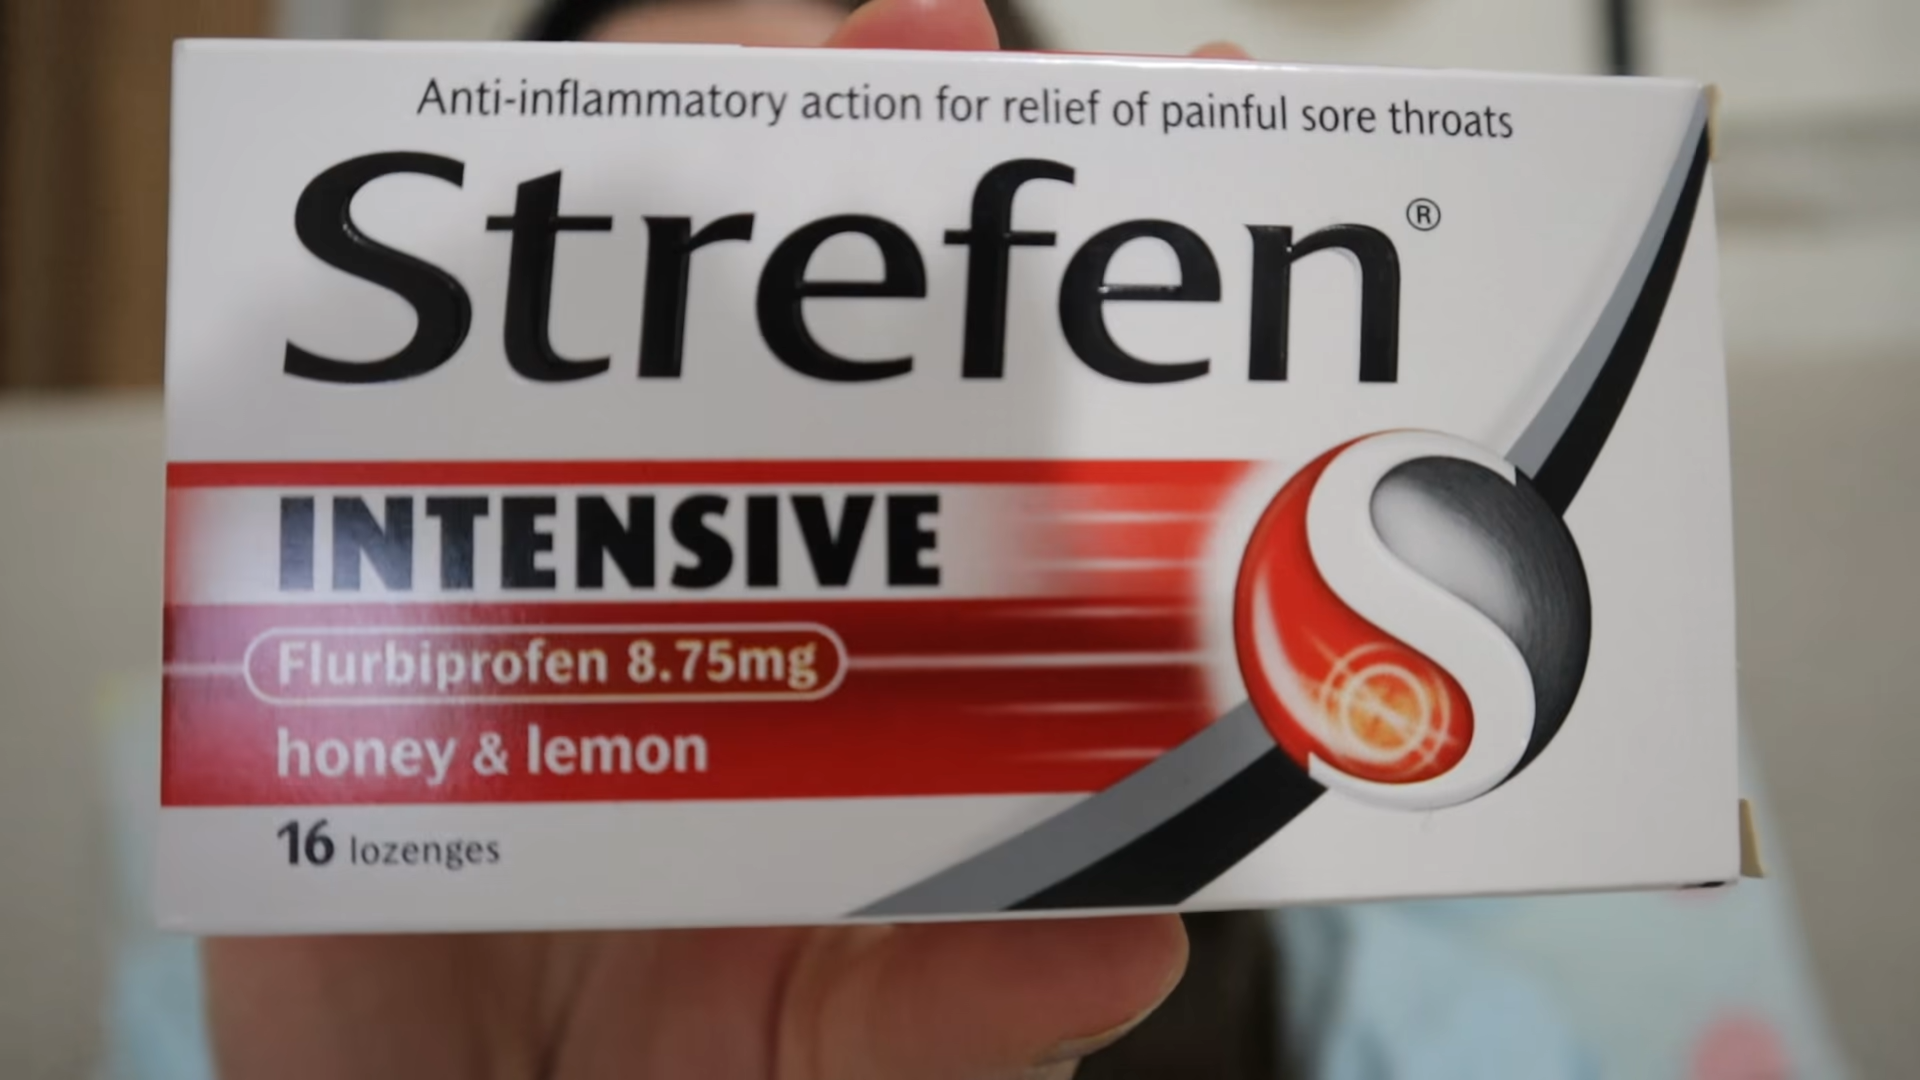 Anti-inflammatory action for relief of painful sore throats
Strefen®
INTENSIVE
Flurbiprofen 8.75mg
honey & lemon
16 lozenges